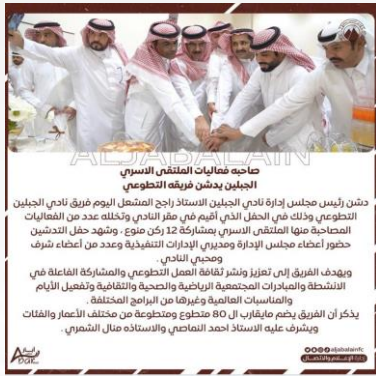 ALJABALAIN
صاحبه فعاليات الملتقى الاسري
الجبلين يدشن فريقه التطوعي
دشن رئيس مجلس إدارة نادي الجبلين الاستاذ راجح المشعل اليوم فريق نادي الجبلين
التطوعي وذلك في الحفل الذي أقيم في مقر النادي وتخلله عدد من الفعاليات
المصاحبة منها الملتقى الاسري بمشاركة 12 ركن منوع ، وشهد حفل التدشين
حضور أعضاء مجلس الإدارة ومديري الإدارات التنفيذية وعدد من أعضاء شرف
ومحبي النادي .
ويهدف الفريق إلى تعزيز ونشر ثقافة العمل التطوعي والمشاركة الفاعلة في
الانشطة والمبادرات المجتمعية الرياضية والصحية والثقافية وتفعيل الأيام
والمناسبات العالمية وغيرها من البرامج المختلفة .
يذكر أن الفريق يضم مايقارب ال 80 متطوع ومتطوعة من مختلف الأعمار والفئات
ويشرف عليه الاستاذ احمد النماصي والاستاذه منال الشمري .
aljabalainfc
إدارة الإعلام والاتصال